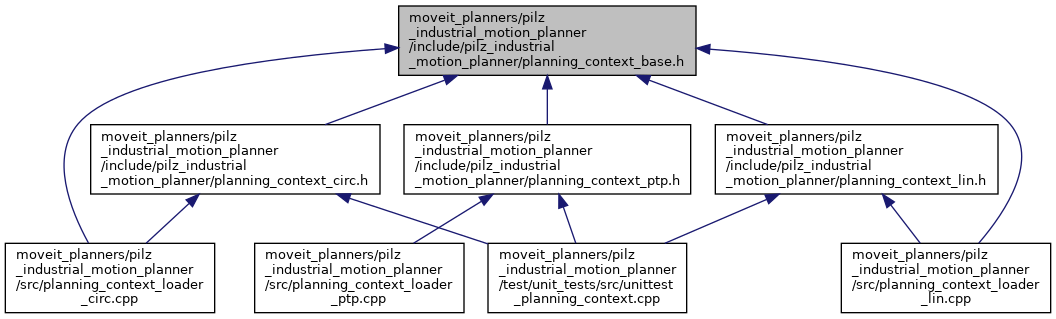 moveit_planners/pilz
_industrial_motion_planner
/include/pilz_industrial
_motion_planner/planning_context_base.h
moveit_planners/pilz
_industrial_motion_planner
/include/pilz_industrial
_motion_planner/planning_context_circ.h
moveit_planners/pilz
_industrial_motion_planner
/include/pilz_industrial
_motion_planner/planning_context_ptp.h
moveit_planners/pilz
_industrial_motion_planner
/include/pilz_industrial
_motion_planner/planning_context_lin.h
moveit_planners/pilz
_industrial_motion_planner
/src/planning_context_loader
_circ.cpp
moveit_planners/pilz
_industrial_motion_planner
/src/planning_context_loader
_ptp.cpp
moveit_planners/pilz
_industrial_motion_planner
/test/unit_tests/src/unittest
_planning_context.cpp
moveit_planners/pilz
_industrial_motion_planner
/src/planning_context_loader
_lin.cpp